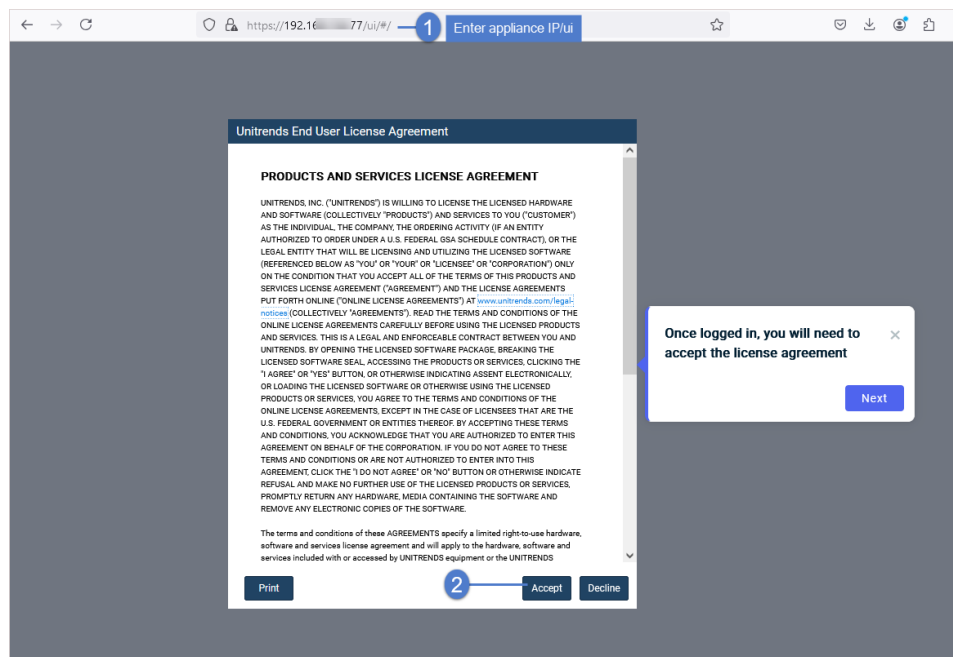 https://192.16 77/ui/#/
1
Enter appliance IP/ui
Unitrends End User License Agreement
PRODUCTS AND SERVICES LICENSE AGREEMENT
UNITRENDS, INC. ("UNITRENDS") IS WILLING TO LICENSE THE LICENSED HARDWARE
AND SOFTWARE (COLLECTIVELY "PRODUCTS") AND SERVICES TO YOU ("CUSTOMER")
AS THE INDIVIDUAL, THE COMPANY, THE ORDERING ACTIVITY (IF AN ENTITY
AUTHORIZED TO ORDER UNDER A U.S. FEDERAL GSA SCHEDULE CONTRACT), OR THE
LEGAL ENTITY THAT WILL BE LICENSING AND UTILIZING THE LICENSED SOFTWARE
(REFERENCED BELOW AS "YOU" OR "YOUR" OR "LICENSEE" OR "CORPORATION") ONLY
ON THE CONDITION THAT YOU ACCEPT ALL OF THE TERMS OF THIS PRODUCTS AND
SERVICES LICENSE AGREEMENT ("AGREEMENT") AND THE LICENSE AGREEMENTS
PUT FORTH ONLINE ("ONLINE LICENSE AGREEMENTS") AT www.unitrends.com/legal-
notices (COLLECTIVELY "AGREEMENTS"). READ THE TERMS AND CONDITIONS OF THE
ONLINE LICENSE AGREEMENTS CAREFULLY BEFORE USING THE LICENSED PRODUCTS
AND SERVICES. THIS IS A LEGAL AND ENFORCEABLE CONTRACT BETWEEN YOU AND
UNITRENDS. BY OPENING THE LICENSED SOFTWARE PACKAGE, BREAKING THE
LICENSED SOFTWARE SEAL, ACCESSING THE PRODUCTS OR SERVICES, CLICKING THE
"I AGREE" OR "YES" BUTTON, OR OTHERWISE INDICATING ASSENT ELECTRONICALLY,
OR LOADING THE LICENSED SOFTWARE OR OTHERWISE USING THE LICENSED
PRODUCTS OR SERVICES, YOU AGREE TO THE TERMS AND CONDITIONS OF THE
ONLINE LICENSE AGREEMENTS, EXCEPT IN THE CASE OF LICENSEES THAT ARE THE
U.S. FEDERAL GOVERNMENT OR ENTITIES THEREOF. BY ACCEPTING THESE TERMS
AND CONDITIONS, YOU ACKNOWLEDGE THAT YOU ARE AUTHORIZED TO ENTER THIS
AGREEMENT ON BEHALF OF THE CORPORATION. IF YOU DO NOT AGREE TO THESE
TERMS AND CONDITIONS OR ARE NOT AUTHORIZED TO ENTER INTO THIS
AGREEMENT, CLICK THE "I DO NOT AGREE" OR "NO" BUTTON OR OTHERWISE INDICATE
REFUSAL AND MAKE NO FURTHER USE OF THE LICENSED PRODUCTS OR SERVICES,
PROMPTLY RETURN ANY HARDWARE, MEDIA CONTAINING THE SOFTWARE AND
REMOVE ANY ELECTRONIC COPIES OF THE SOFTWARE.
The terms and conditions of these AGREEMENTS specify a limited right-to-use hardware,
software and services license agreement and will apply to the hardware, software and
services included with or accessed by UNITRENDS equipment or the UNITRENDS
Print
2
Accept
Decline
Once logged in, you will need to
accept the license agreement
Next